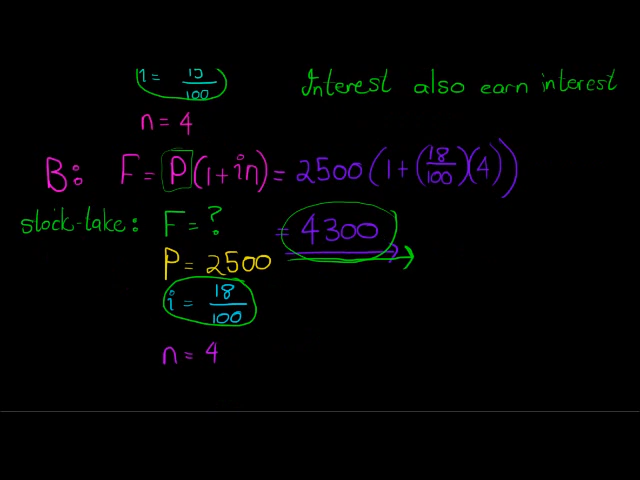 i = 15/100
Interest also earn interest
n = 4
B: F = P(1 + in) = 2500(1 + (18/100)(4))
stock-take: F = ?
= 4300
P = 2500
i = 18/100
n = 4